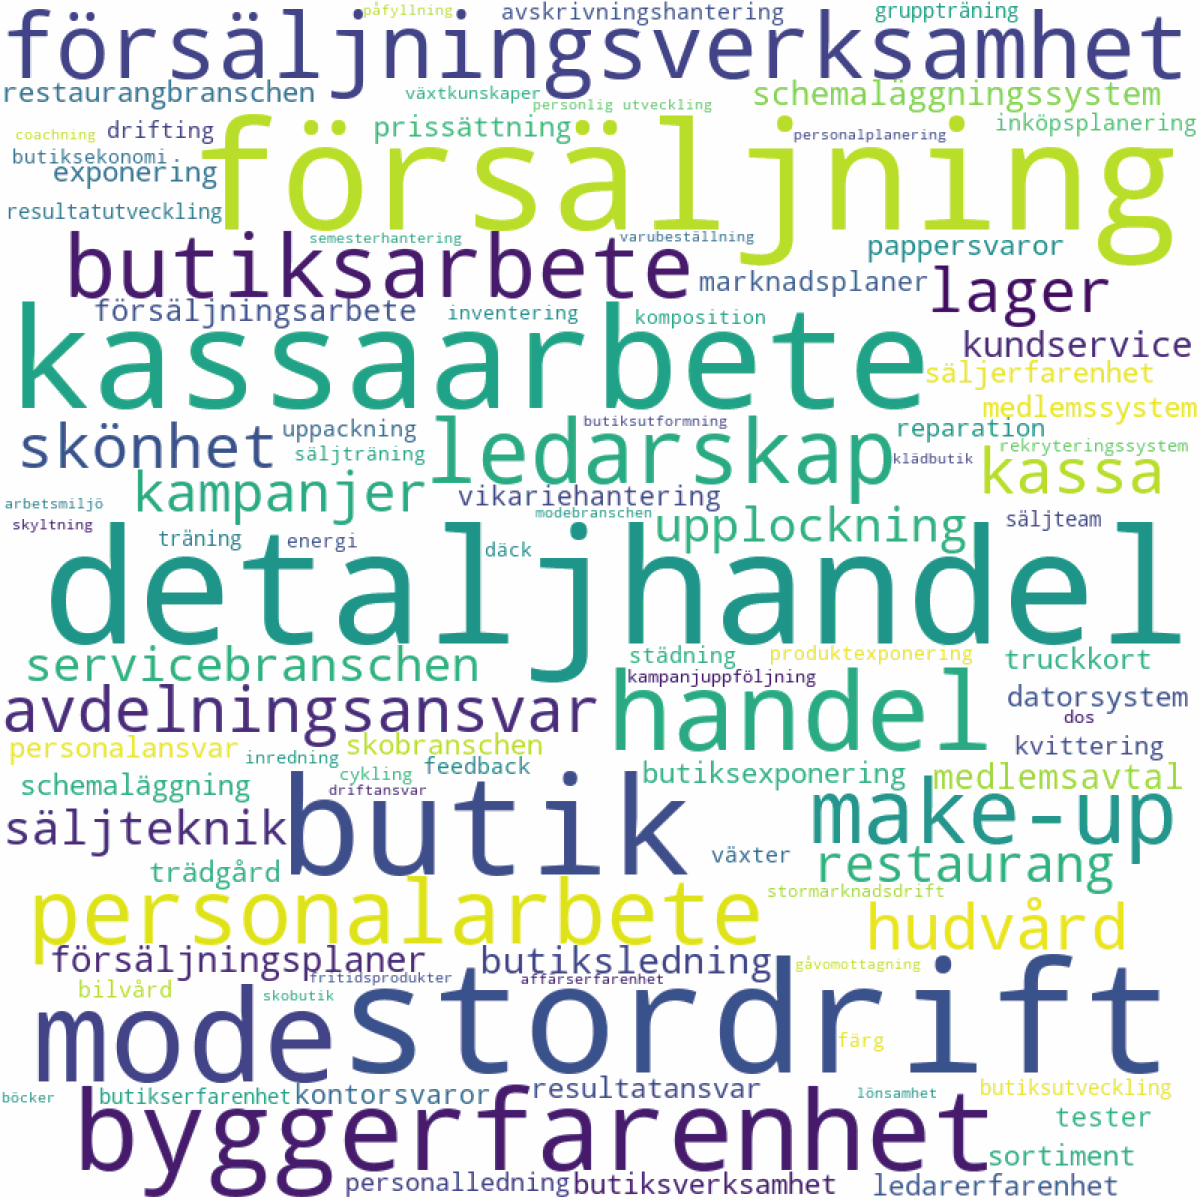 påfyllning
avskrivningshantering
gruppträning
försäljningsverksamhet
restaurangbranschen
växtkunskaper
personlig utveckling
schemaläggningssystem
coachning
drifting
prissättning
personalplanering
inköpsplanering
butiksekonomi
exponering
försäljning
resultatutveckling
semesterhantering
varubeställning
butiksarbete
pappersvaror
marknadsplaner
lager
försäljningsarbete
inventering
komposition
kassaarbete
kundservice
säljerfarenhet
medlemssystem
skönhet
uppackning
butiksutformning
reparation
säljträning
ledarskap
klädbutik
rekryteringssystem
kassa
kampanjer
vikariehantering
arbetsmiljö
skyltning
modebranschen
upplockning
säljteam
träning
energi
däck
detaljhandel
servicebranschen
städning
produktexponering
truckkort
kampanjuppföljning
avdelningsansvar
handel
datorsystem
dos
personalansvar
inredning
skobranschen
kvittering
schemaläggning
cykling
feedback
butiksexponering
medlemsavtal
driftansvar
säljteknik
butik
make-up
växter
trädgård
restaurang
personalarbete
stormarknadsdrift
hudvård
försäljningsplaner
butiksledning
gåvomottagning
fritidsprodukter
affärserfarenhet
bilvård
skobutik
mode
stordrift
färg
böcker
butikserfarenhet
kontorsvaror
resultatansvar
lönsamhet
butiksutveckling
byggerfarenhet
tester
sortiment
personalledning
butiksverksamhet
ledarerfarenhet